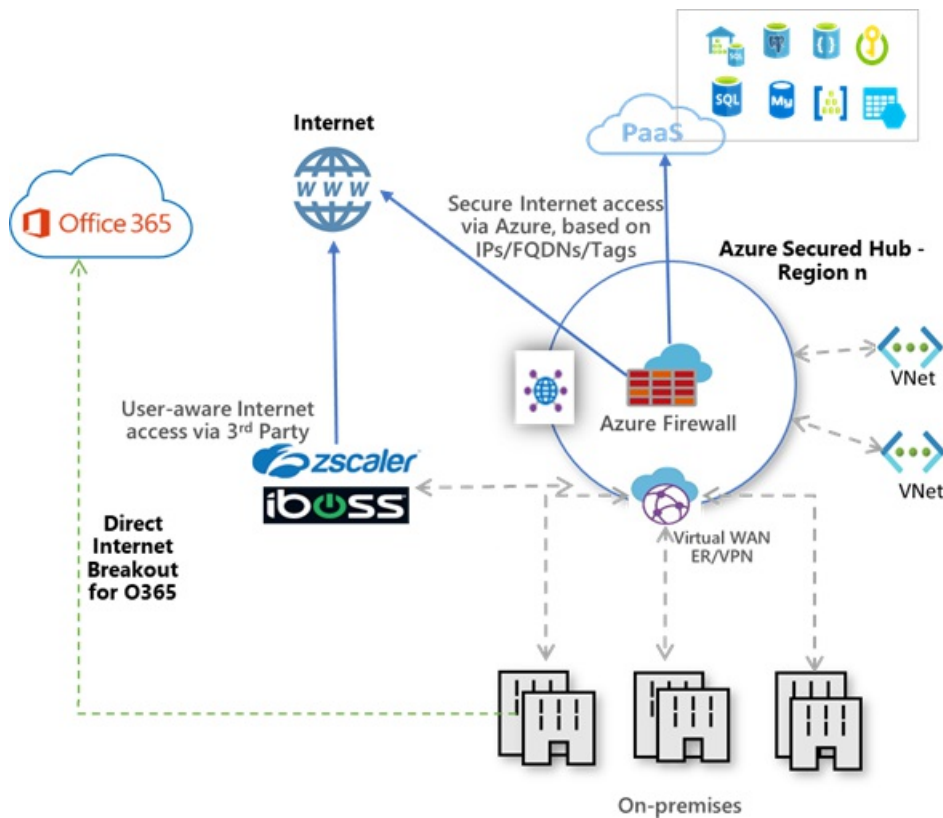 SQL
SQL
My
PaaS
Internet
WWW
Office 365
Secure Internet access
via Azure, based on
IPs/FQDNs/Tags
Azure Secured Hub -
Region n
VNet
Azure Firewall
User-aware Internet
access via 3rd Party
zscaler
iboss
VNet
Virtual WAN
ER/VPN
Direct
Internet
Breakout
for O365
On-premises